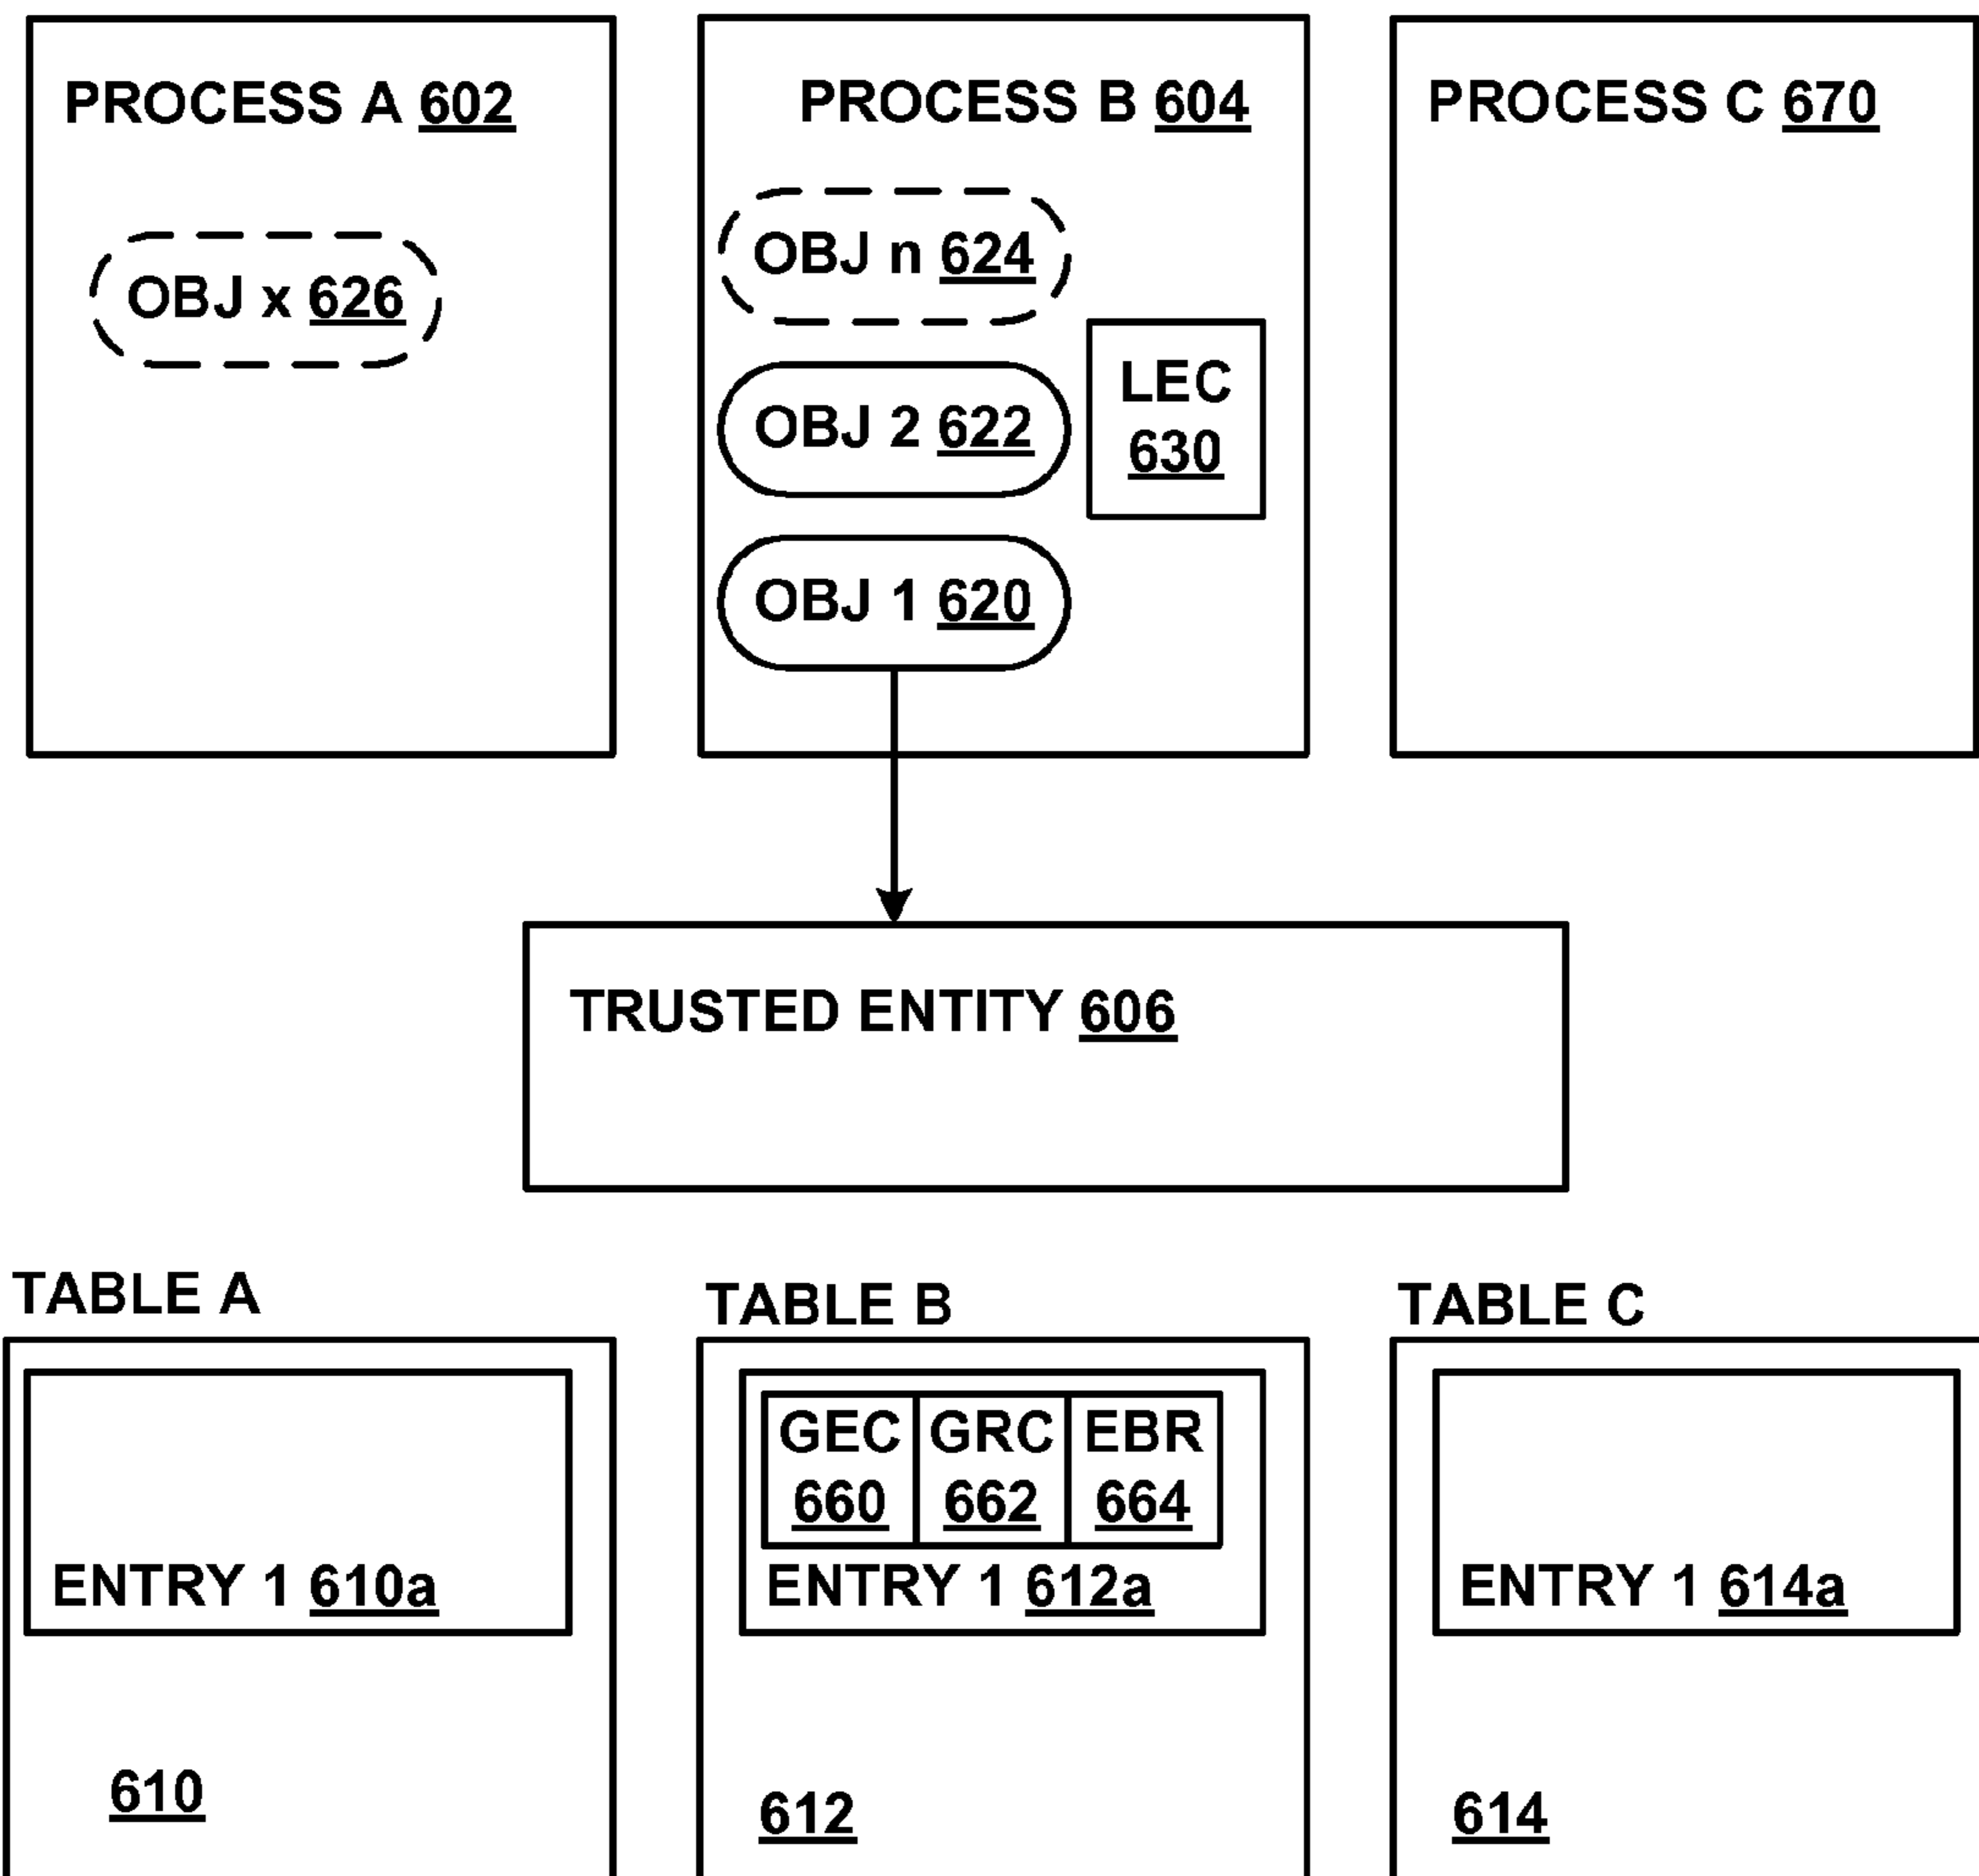 PROCESS A 602
OBJ x 626
PROCESS B 604
OBJ n 624
OBJ 2 622
OBJ 1 620
LEC
630
PROCESS C 670
TRUSTED ENTITY 606
TABLE A
ENTRY 1 610a
610
TABLE B
GEC
660
GRC
662
EBR
664
ENTRY 1 612a
612
TABLE C
ENTRY 1 614a
614